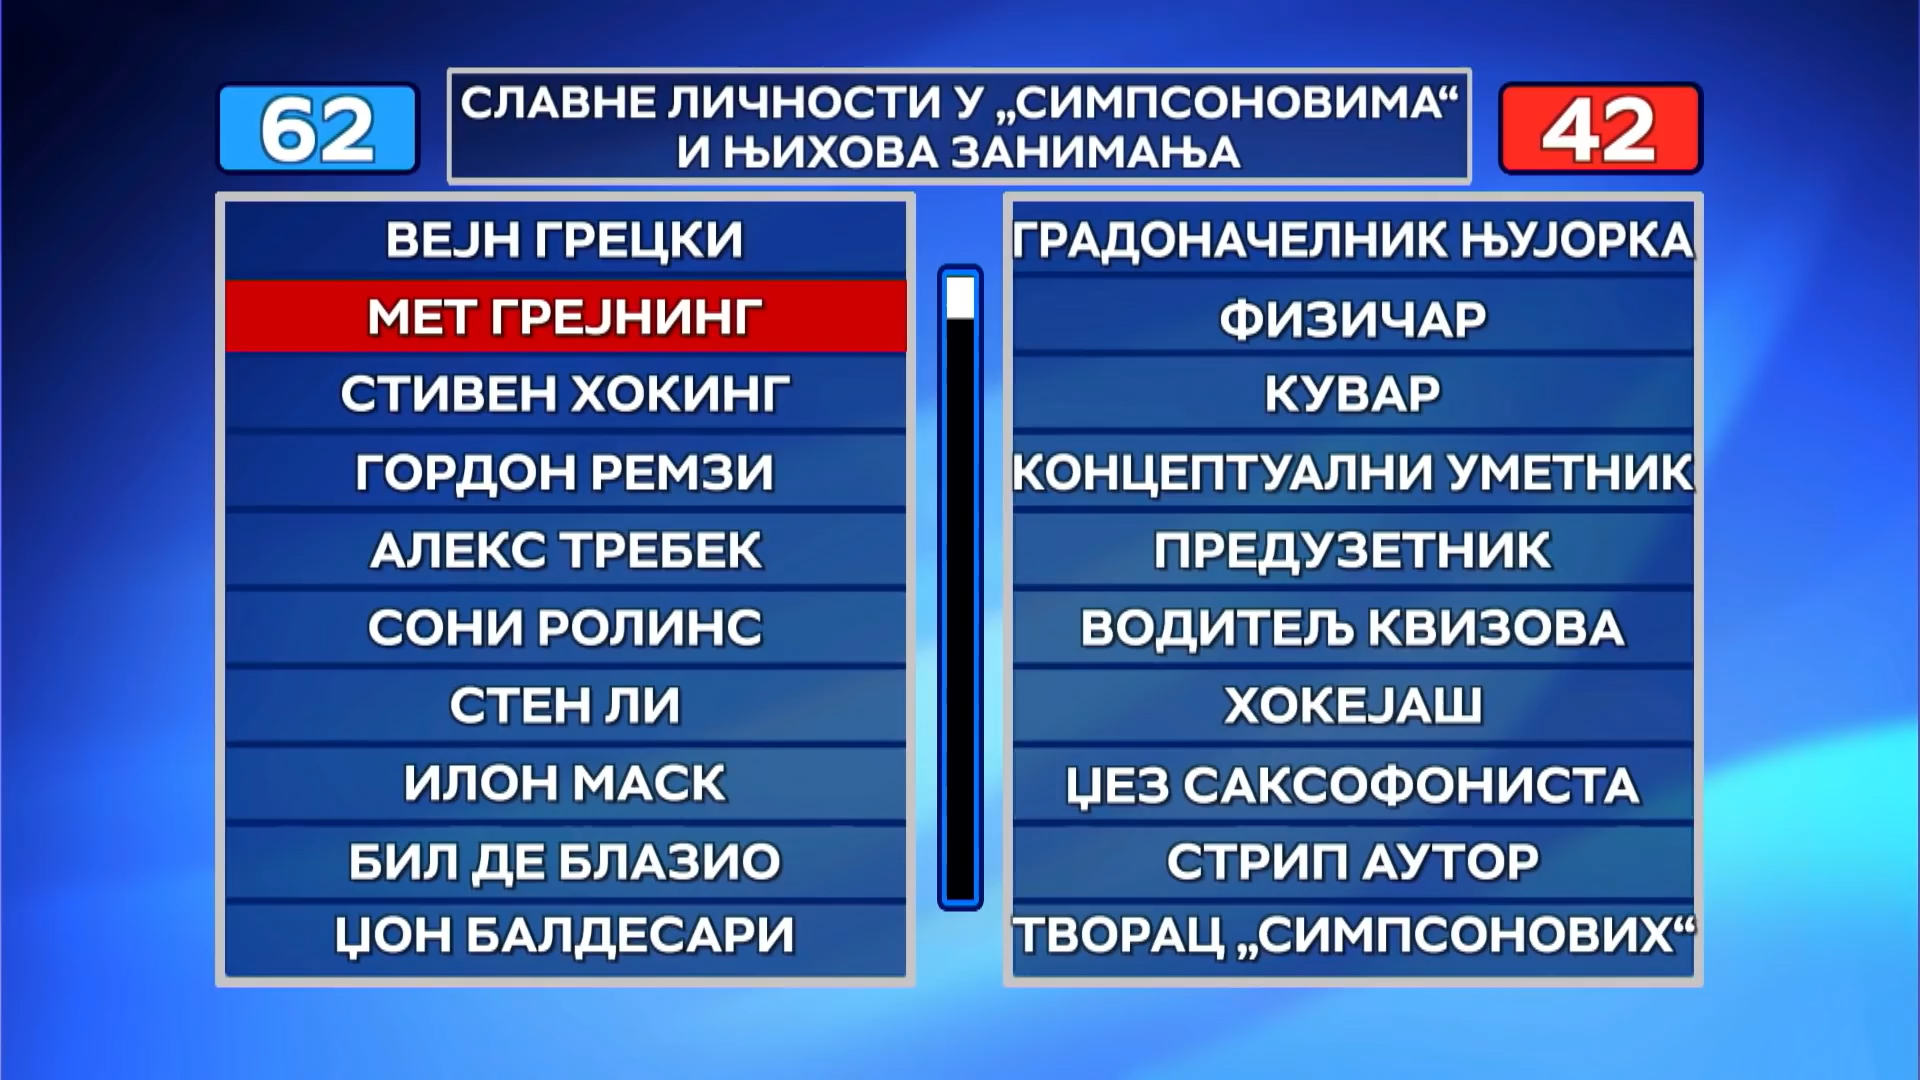 62
СЛАВНЕ ЛИЧНОСТИ У „СИМПСОНОВИМА“
И ЊИХОВА ЗАНИМАЊА
42
ВЕЈН ГРЕЦКИ
МЕТ ГРЕЈНИНГ
СТИВЕН ХОКИНГ
ГОРДОН РЕМЗИ
АЛЕКС ТРЕБЕК
СОНИ РОЛИНС
СТЕН ЛИ
ИЛОН МАСК
БИЛ ДЕ БЛАЗИО
ЏОН БАЛДЕСАРИ
ГРАДОНАЧЕЛНИК ЊУЈОРКА
ФИЗИЧАР
КУВАР
КОНЦЕПТУАЛНИ УМЕТНИК
ПРЕДУЗЕТНИК
ВОДИТЕЉ КВИЗОВА
ХОКЕЈАШ
ЏЕЗ САКСОФОНИСТА
СТРИП АУТОР
ТВОРАЦ „СИМПСОНОВИХ“